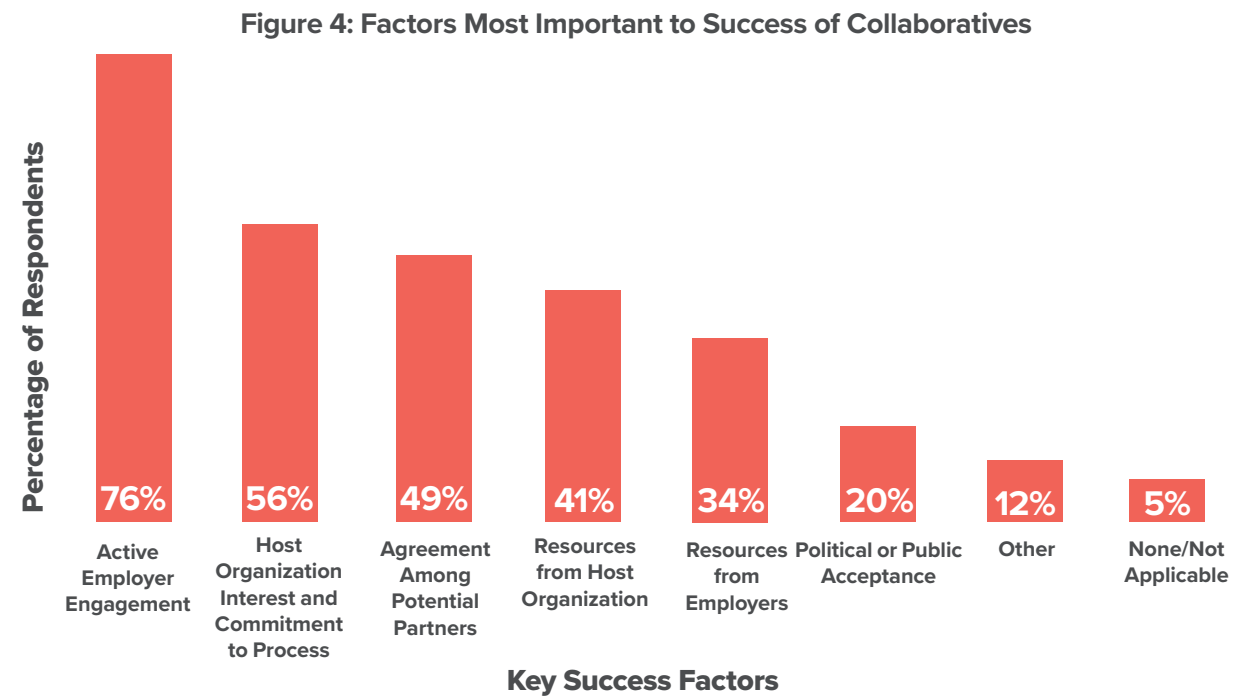 Figure 4: Factors Most Important to Success of Collaboratives
Percentage of Respondents
76%
56%
49%
41%
34%
20%
12%
5%
Active
Employer
Engagement
Host
Organization
Interest and
Commitment
to Process
Agreement
Among
Potential
Partners
Resources
from Host
Organization
Resources
from
Employers
Political or Public
Acceptance
Other
None/Not
Applicable
Key Success Factors